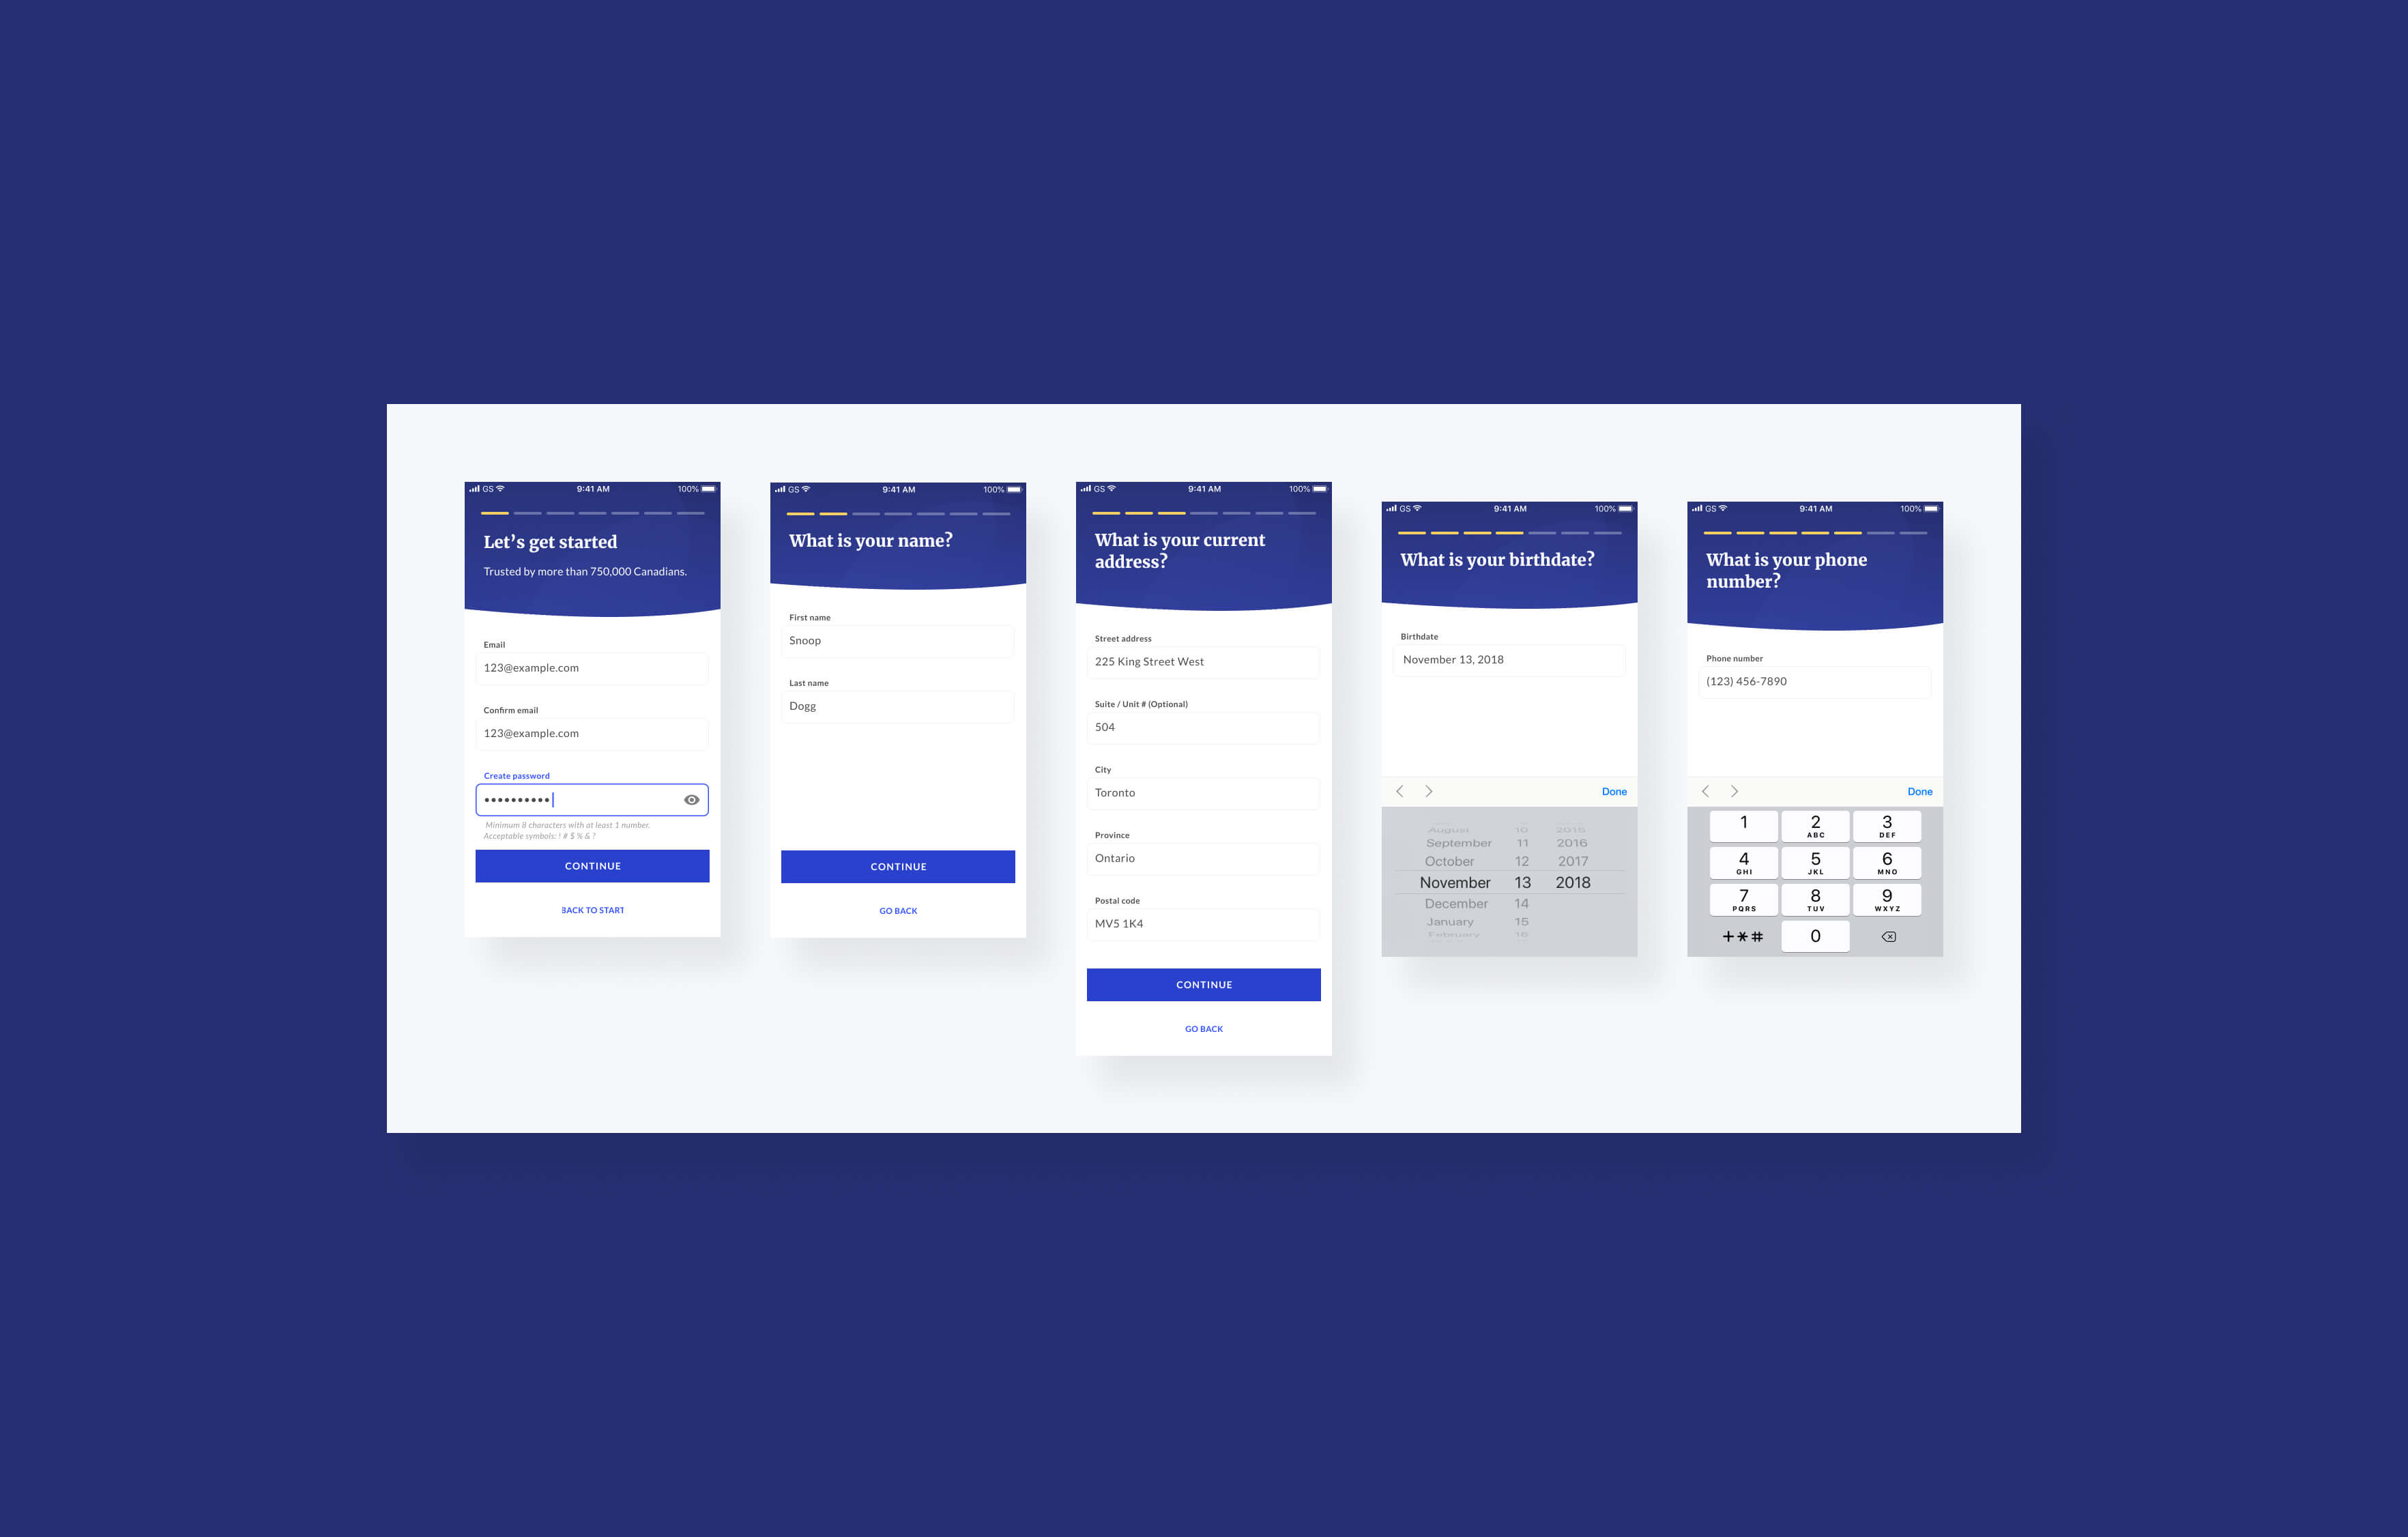 GS 9:41 AM 100%
Let's get started
Trusted by more than 750,000 Canadians.
Email
123@example.com
Confirm email
123@example.com
Create password
••••••••••
Minimum 8 characters with at least 1 number.
Acceptable symbols: ! # $ % & ?
CONTINUE
BACK TO START
GS 9:41 AM 100%
What is your name?
First name
Snoop
Last name
Dogg
CONTINUE
GO BACK
GS 9:41 AM 100%
What is your current
address?
Street address
225 King Street West
Suite / Unit # (Optional)
504
City
Toronto
Province
Ontario
Postal code
MV5 1K4
CONTINUE
GO BACK
GS 9:41 AM 100%
What is your birthdate?
Birthdate
November 13, 2018
Done
August 10 2015
September 11 2016
October 12 2017
November 13 2018
December 14
January 15
February 16
GS 9:41 AM 100%
What is your phone
number?
Phone number
(123) 456-7890
Done
1 2 3
ABC DEF
4 5 6
GHI JKL MNO
7 8 9
PQRS TUV WXYZ
+*# 0